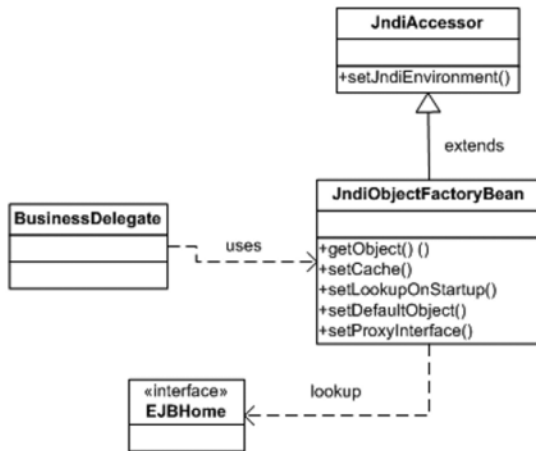 JndiAccessor
+setJndiEnvironment()
extends
JndiObjectFactoryBean
+getObject() ()
+setCache()
+setLookupOnStartup()
+setDefaultObject()
+setProxyInterface()
BusinessDelegate
uses
lookup
«interface»
EJBHome